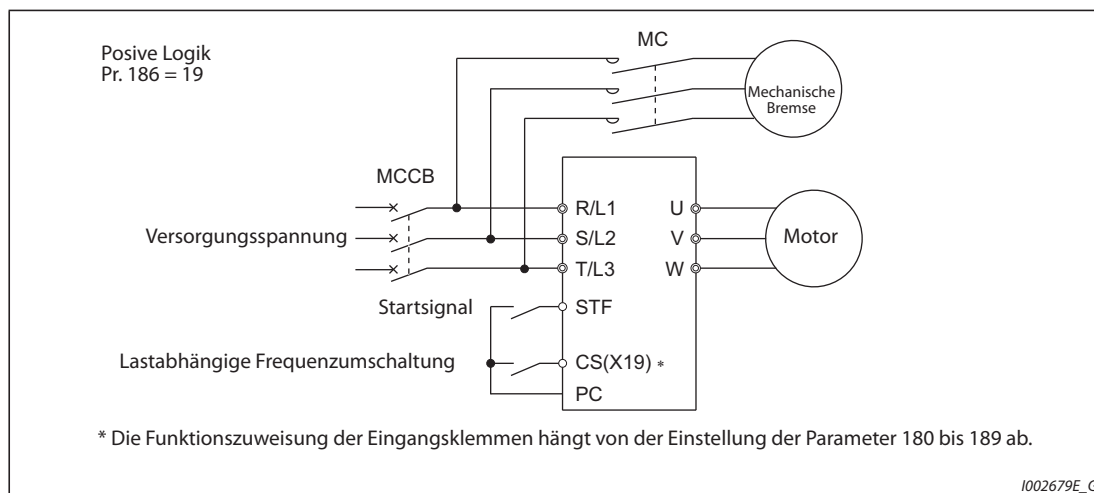 Posive Logik
Pr. 186 = 19
MC
Mechanische
Bremse
MCCB
R/L1
U
Versorgungsspannung
S/L2
V
Motor
T/L3
W
Startsignal
STF
Lastabhängige Frequenzumschaltung
CS(X19) *
PC
* Die Funktionszuweisung der Eingangsklemmen hängt von der Einstellung der Parameter 180 bis 189 ab.
I002679E_G